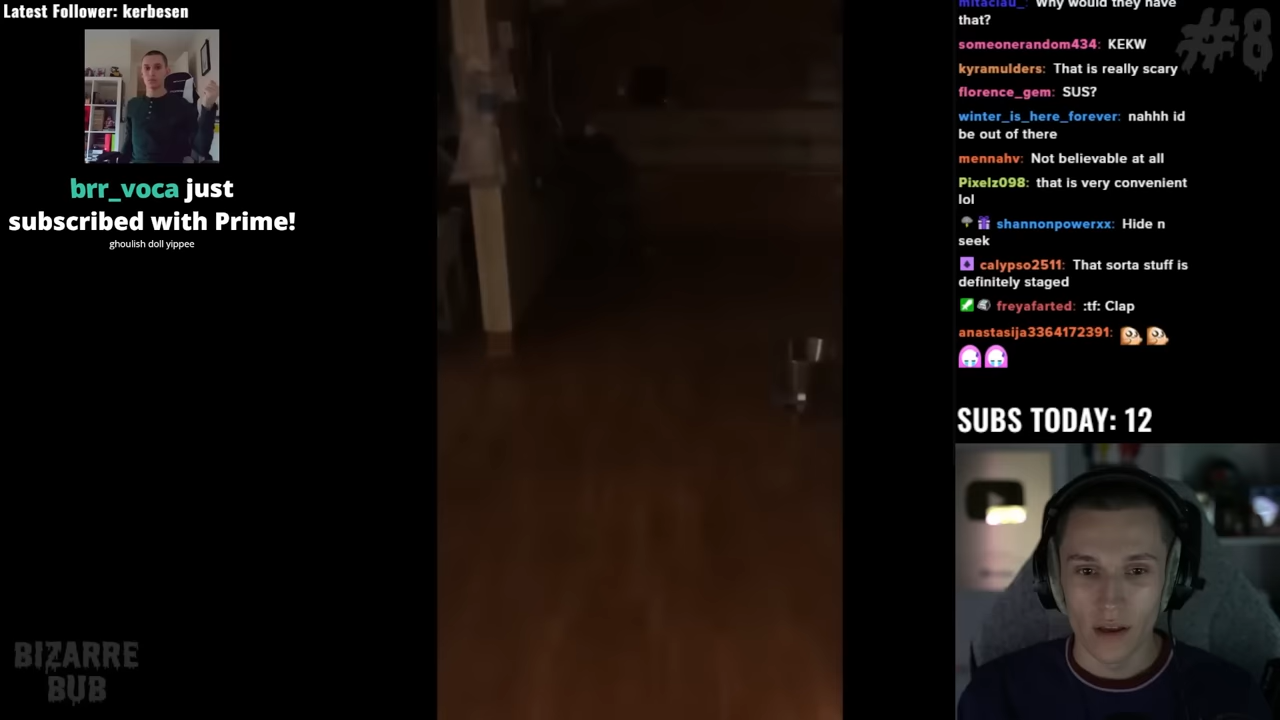 Latest Follower: kerbesen
brr_voca just
subscribed with Prime!
ghoulish doll yippee
BIZARRE
BUB
mitaclau_: Why would they have
that?
someonerandom434: KEKW
kyramulders: That is really scary
florence_gem: SUS?
winter_is_here_forever: nahhh id
be out of there
mennahv: Not believable at all
Pixelz098: that is very convenient
lol
shannonpowerxx: Hide n
seek
calypso2511: That sorta stuff is
definitely staged
freyafarted: :tf: Clap
anastasija3364172391:
#8
SUBS TODAY: 12